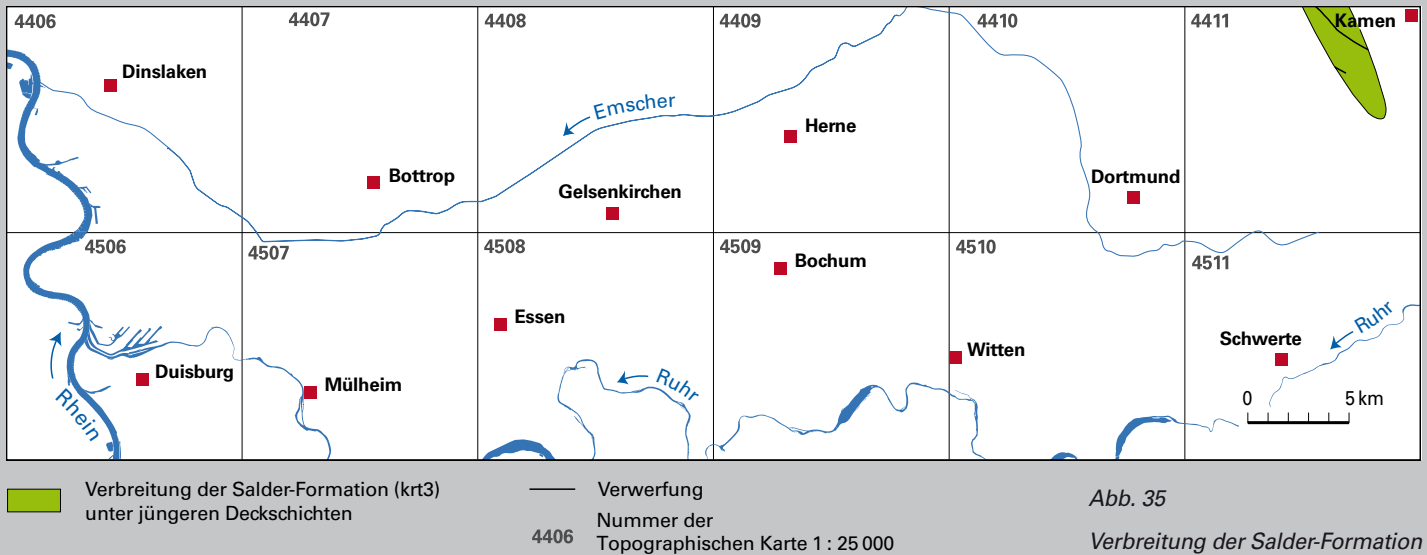 4406
4407
4408
4409
4410
4411
Kamen
Dinslaken
Emscher
Herne
Bottrop
Gelsenkirchen
Dortmund
4506
4507
4508
4509
4510
4511
Bochum
Essen
Ruhr
Schwerte
Witten
Duisburg
Mülheim
Ruhr
Rhein
0 5 km
Verbreitung der Salder-Formation (krt3)
unter jüngeren Deckschichten
Verwerfung
4406 Nummer der
Topographischen Karte 1 : 25 000
Abb. 35
Verbreitung der Salder-Formation